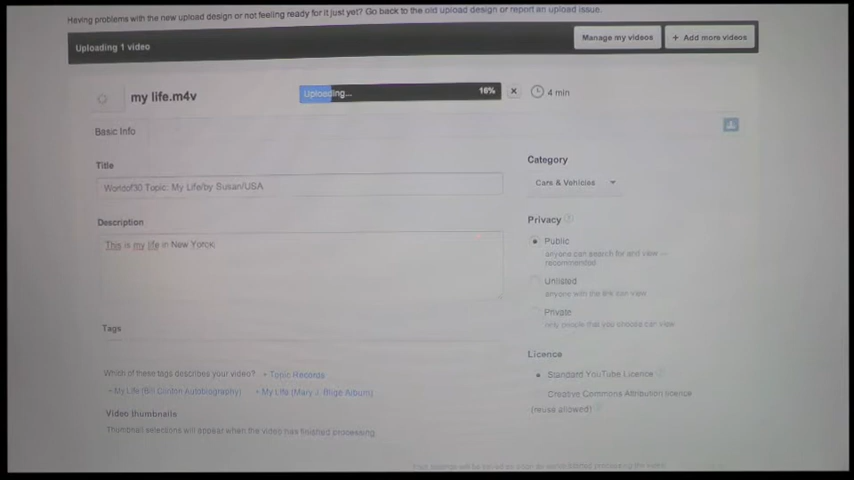 Having problems with the new upload design or not feeling ready for it just yet? Go back to the old upload design or report an upload issue.
Uploading 1 video
Manage my videos
+ Add more videos
my life.m4v
Uploading...
16%
4 min
Basic Info
Title
Worldof30 Topic: My Life/by Susan/USA
Description
This is my life in New Yorck
Tags
Which of these tags describes your video? + Topic Records
+ My Life (Bill Clinton Autobiography) + My Life (Mary J. Blige Album)
Video thumbnails
Thumbnail selections will appear when the video has finished processing
Category
Cars & Vehicles
Privacy
Public
anyone can search for and view —
recommended
Unlisted
anyone with the link can view
Private
only people that you choose can view
Licence
Standard YouTube Licence
Creative Commons Attribution licence
(reuse allowed)